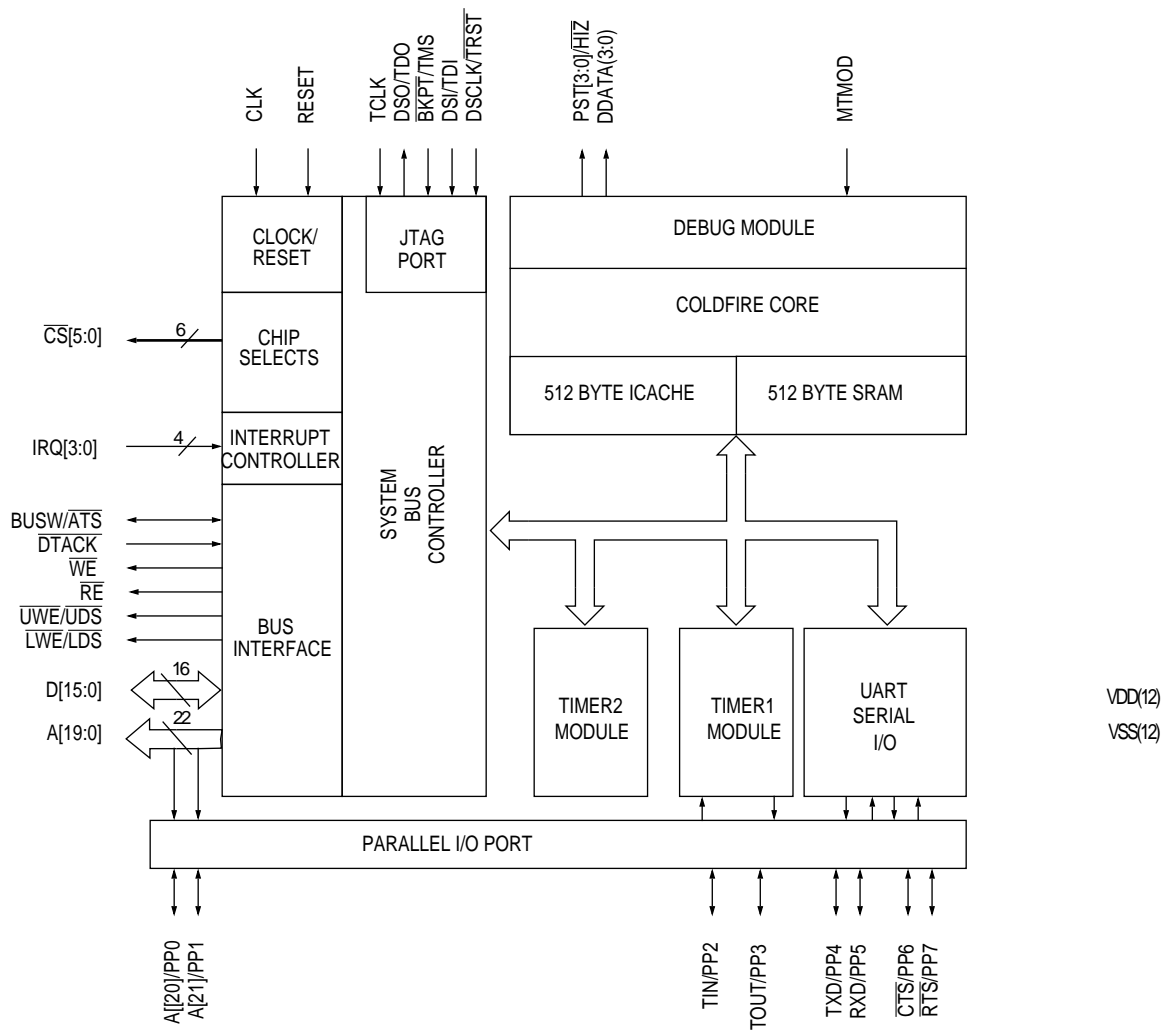 CLK
RESET
TCLK
DSO/TDO
BKPT/TMS
DSI/TDI
DSCLK/TRST
PST[3:0]/HIZ
DDATA(3:0)
MTMOD
CLOCK/
RESET
JTAG
PORT
DEBUG MODULE
COLDFIRE CORE
512 BYTE ICACHE
512 BYTE SRAM
CS[5:0]
6
CHIP
SELECTS
IRQ[3:0]
4
INTERRUPT
CONTROLLER
SYSTEM
BUS
CONTROLLER
BUSW/ATS
DTACK
WE
RE
UWE/UDS
LWE/LDS
BUS
INTERFACE
D[15:0]
16
A[19:0]
22
TIMER2
MODULE
TIMER1
MODULE
UART
SERIAL
I/O
VDD(12)
VSS(12)
PARALLEL I/O PORT
A[[20]/PP0
A[21]/PP1
TIN/PP2
TOUT/PP3
TXD/PP4
RXD/PP5
CTS/PP6
RTS/PP7